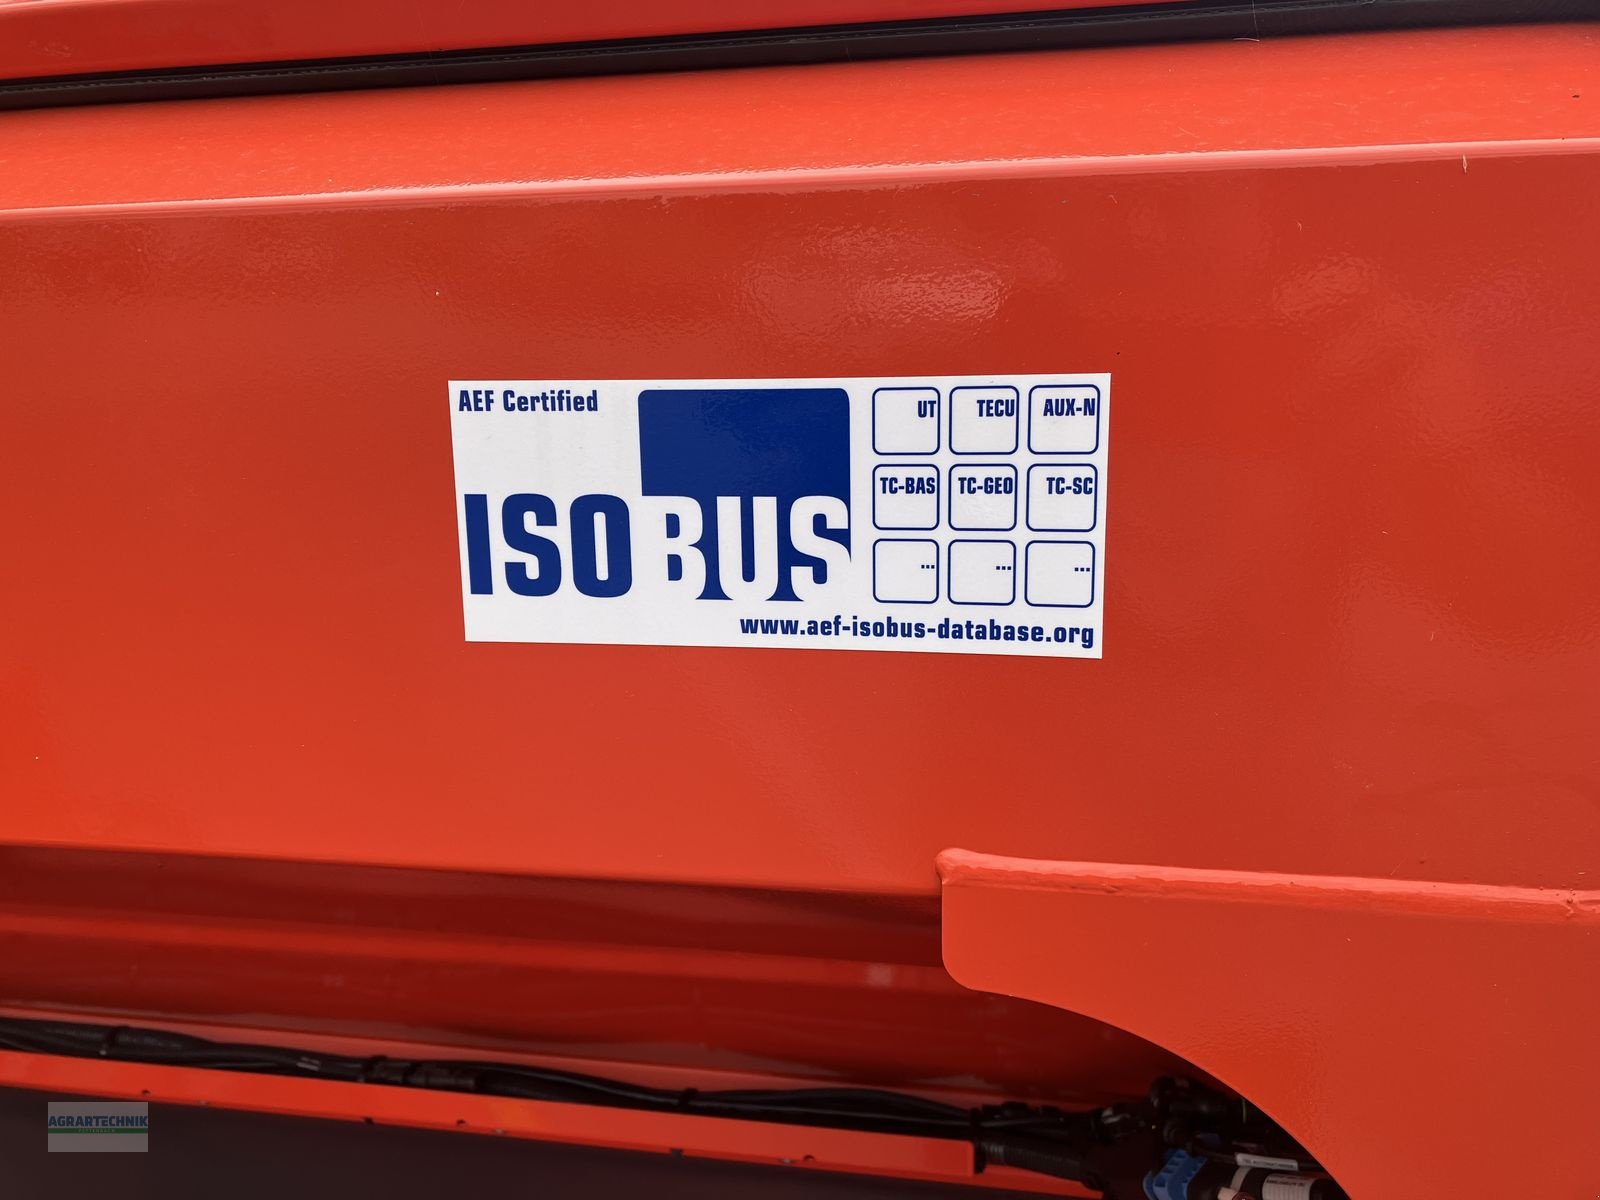 AEF Certified
ISOBUS
UT TECU AUX-N
TC-BAS TC-GEO TC-SC
... ... ...
www.aef-isobus-database.org
AGRARTECHNIK